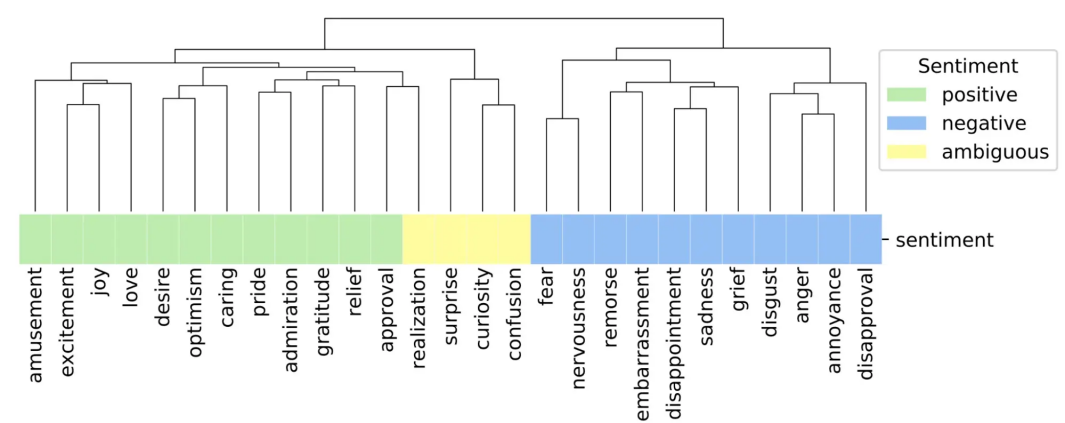 Sentiment
positive
negative
ambiguous
sentiment
amusement
excitement
joy
love
desire
optimism
caring
pride
admiration
gratitude
relief
approval
realization
surprise
curiosity
confusion
fear
nervousness
remorse
embarrassment
disappointment
sadness
grief
disgust
anger
annoyance
disapproval